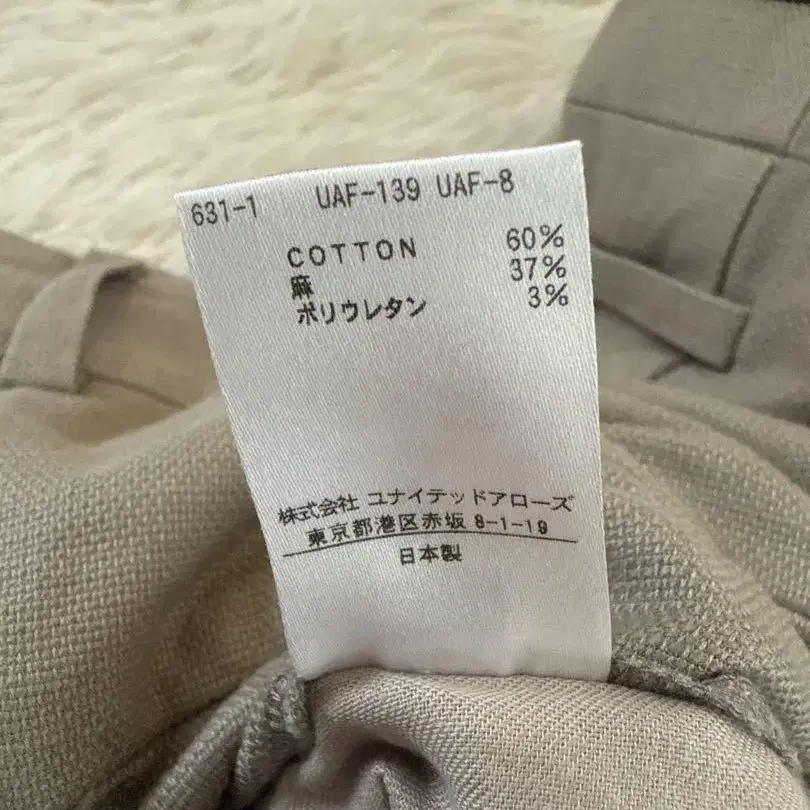 631-1 UAF-139 UAF-8
COTTON 60%
麻 37%
ポリウレタン 3%
株式会社 ユナイテッドアローズ
東京都港区赤坂 8-1-19
日本製